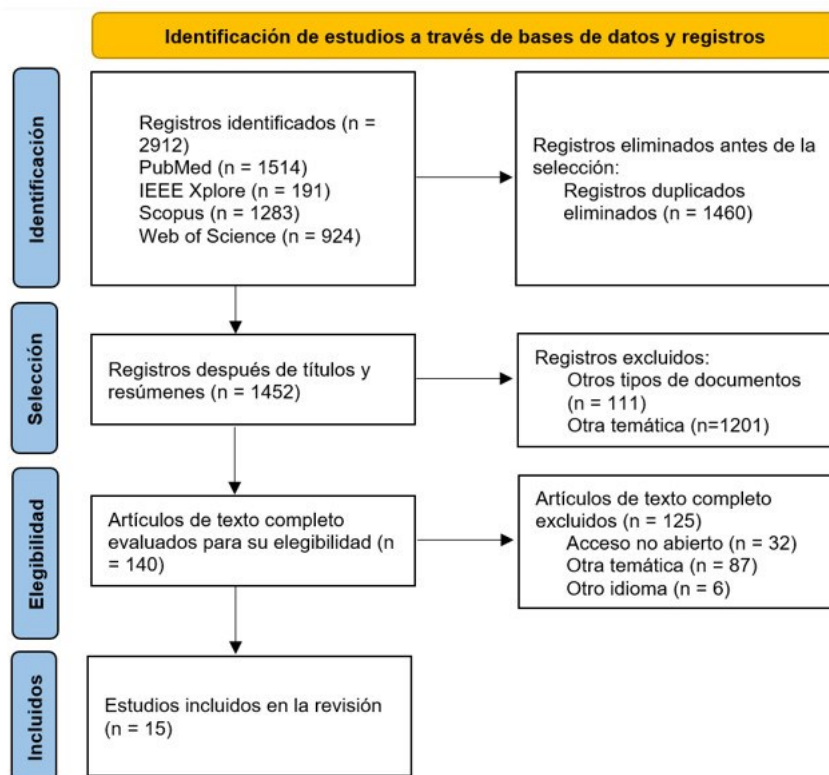 Identificación de estudios a través de bases de datos y registros
Identificación
Registros identificados (n =
2912)
PubMed (n = 1514)
IEEE Xplore (n = 191)
Scopus (n = 1283)
Web of Science (n = 924)
Registros eliminados antes de la
selección:
Registros duplicados
eliminados (n = 1460)
Selección
Registros después de títulos y
resúmenes (n = 1452)
Registros excluidos:
Otros tipos de documentos
(n = 111)
Otra temática (n=1201)
Elegibilidad
Artículos de texto completo
evaluados para su elegibilidad (n
= 140)
Artículos de texto completo
excluidos (n = 125)
Acceso no abierto (n = 32)
Otra temática (n = 87)
Otro idioma (n = 6)
Incluidos
Estudios incluidos en la revisión
(n = 15)